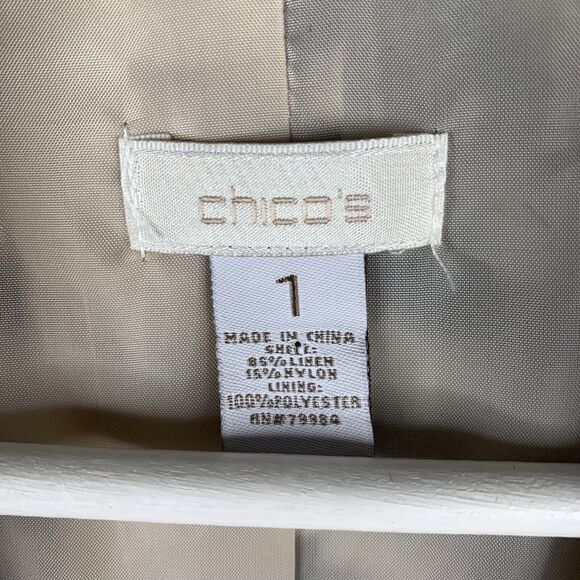 chico's
1
MADE IN CHINA
SHELL:
85%LINEN
15%NYLON
LINING:
100%POLYESTER
RN#79984